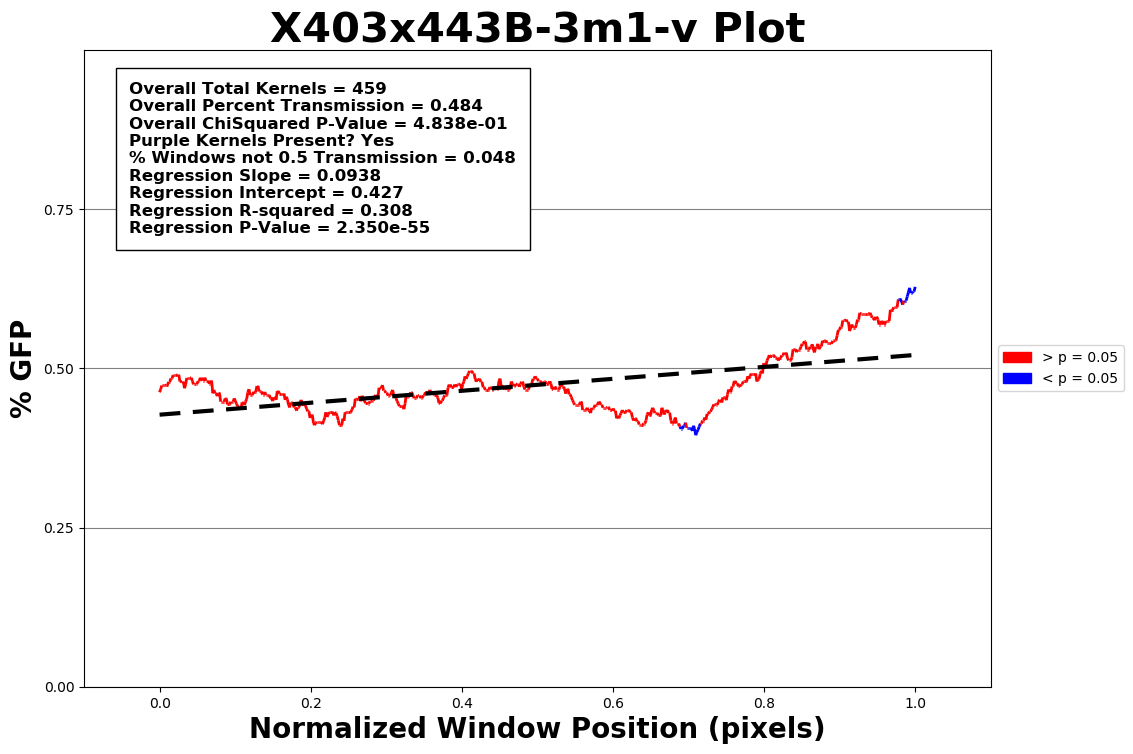 X403x443B-3m1-v Plot
Overall Total Kernels = 459
Overall Percent Transmission = 0.484
Overall ChiSquared P-Value = 4.838e-01
Purple Kernels Present? Yes
% Windows not 0.5 Transmission = 0.048
Regression Slope = 0.0938
Regression Intercept = 0.427
Regression R-squared = 0.308
Regression P-Value = 2.350e-55
% GFP
0.75
0.50
0.25
0.00
> p = 0.05
< p = 0.05
0.0 0.2 0.4 0.6 0.8 1.0
Normalized Window Position (pixels)